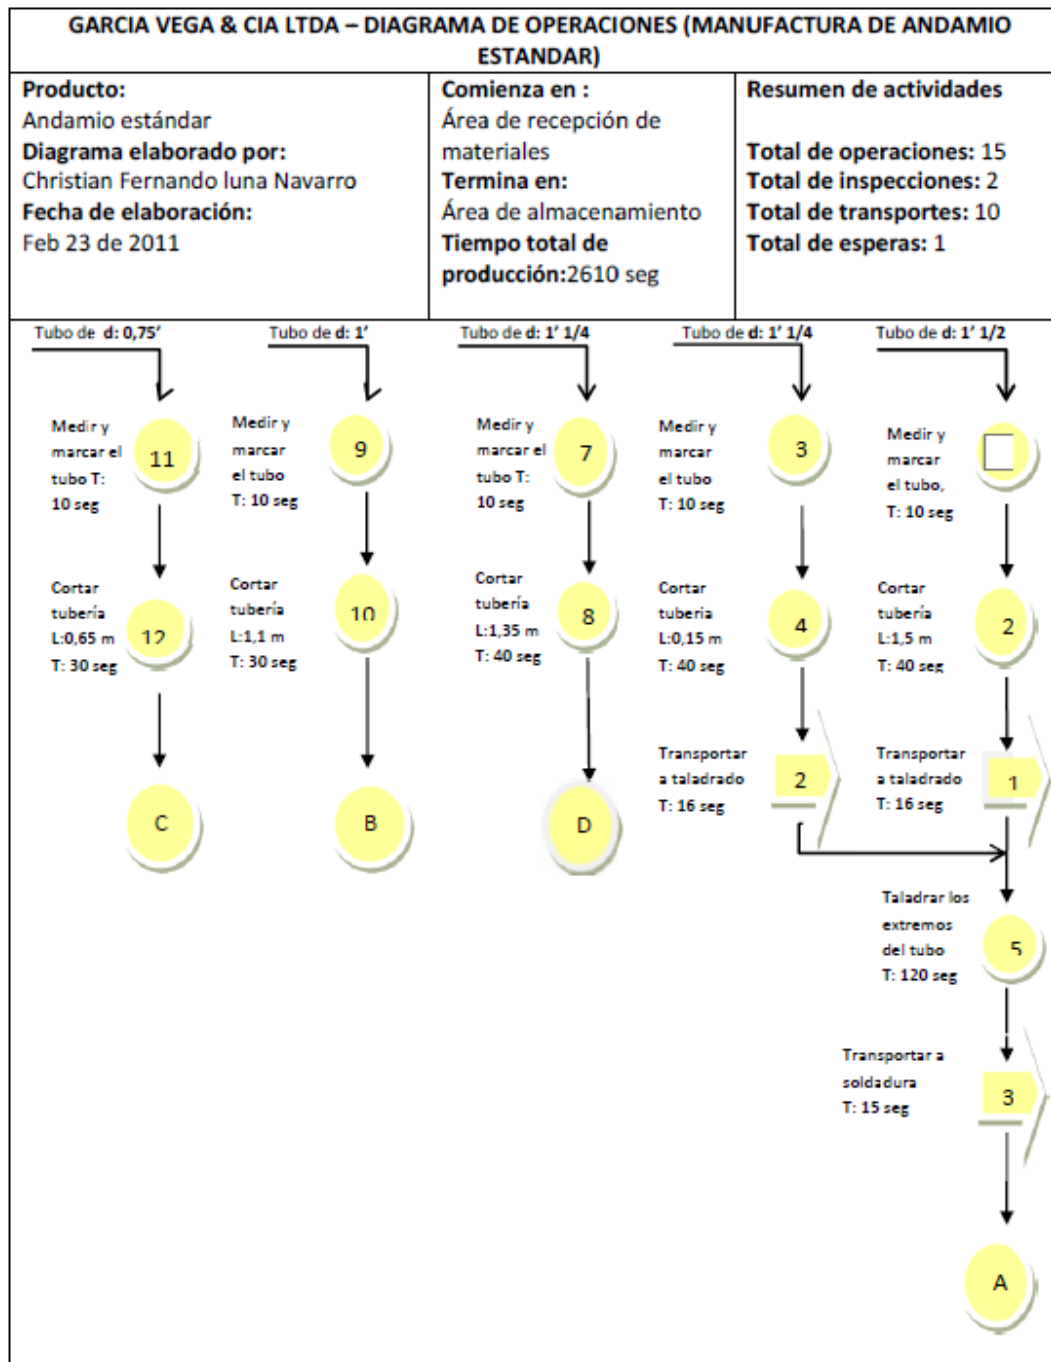 GARCIA VEGA & CIA LTDA – DIAGRAMA DE OPERACIONES (MANUFACTURA DE ANDAMIO
ESTANDAR)
Producto:
Andamio estándar
Diagrama elaborado por:
Christian Fernando luna Navarro
Fecha de elaboración:
Feb 23 de 2011
Comienza en :
Área de recepción de
materiales
Termina en:
Área de almacenamiento
Tiempo total de
producción:2610 seg
Resumen de actividades
Total de operaciones: 15
Total de inspecciones: 2
Total de transportes: 10
Total de esperas: 1
Tubo de d: 0,75'
Medir y
marcar el
tubo T:
10 seg
11
Cortar
tubería
L:0,65 m
T: 30 seg
12
C
Tubo de d: 1'
Medir y
marcar
el tubo
T: 10 seg
9
Cortar
tubería
L:1,1 m
T: 30 seg
10
B
Tubo de d: 1' 1/4
Medir y
marcar el
tubo T:
10 seg
7
Cortar
tubería
L:1,35 m
T: 40 seg
8
D
Tubo de d: 1' 1/4
Medir y
marcar
el tubo
T: 10 seg
3
Cortar
tuberia
L:0,15 m
T: 40 seg
4
Transportar
a taladrado
T: 16 seg
2
Tubo de d: 1' 1/2
Medir y
marcar
el tubo,
T: 10 seg
Cortar
tubería
L:1,5 m
T: 40 seg
2
Transportar
a taladrado
T: 16 seg
1
Taladrar los
extremos
del tubo
T: 120 seg
5
Transportar a
soldadura
T: 15 seg
3
A